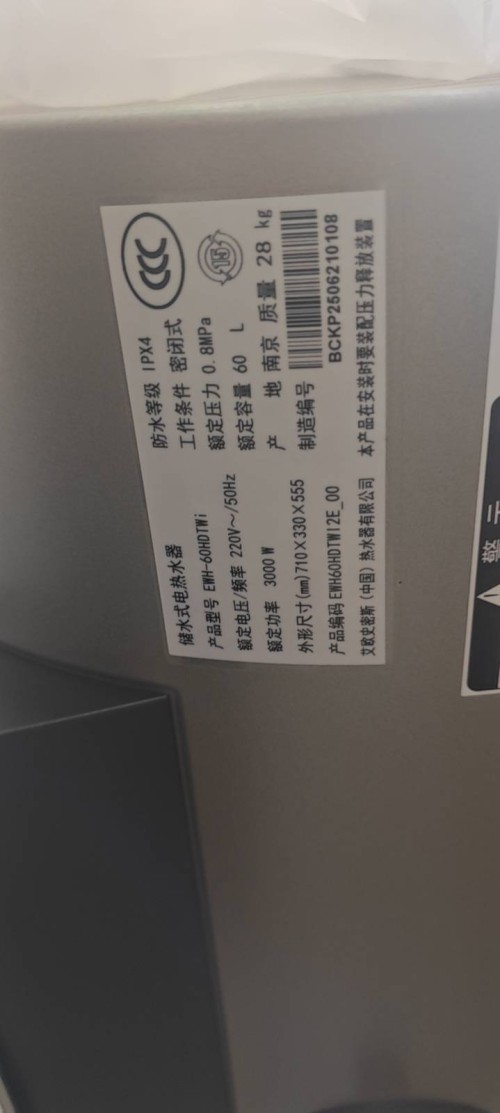 储水式电热水器
产品型号 EWH-60HDTWi
额定电压/频率 220V～/50Hz
额定功率 3000W
外形尺寸(mm)710×330×555
产品编码 EWH60HDTWI2E_00
艾欧史密斯（中国）热水器有限公司
CCC
15
防水等级 IPX4
工作条件 密闭式
额定压力 0.8MPa
额定容量 60 L
产 地 南京 质量 28 kg
制造编号
BCKP2506210108
本产品在安装时要装配压力释放装置
警示